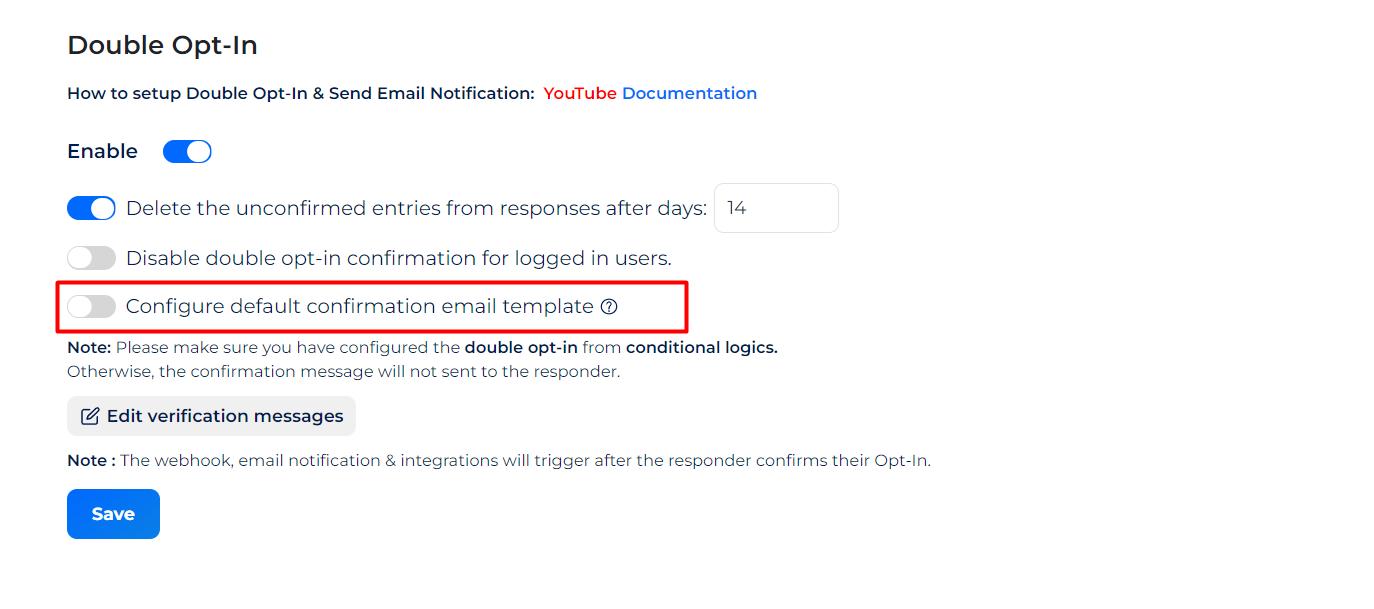 Double Opt-In
How to setup Double Opt-In & Send Email Notification: YouTube Documentation
Enable
Delete the unconfirmed entries from responses after days: 14
Disable double opt-in confirmation for logged in users.
Configure default confirmation email template ?
Note: Please make sure you have configured the double opt-in from conditional logics.
Otherwise, the confirmation message will not sent to the responder.
Edit verification messages
Note : The webhook, email notification & integrations will trigger after the responder confirms their Opt-In.
Save